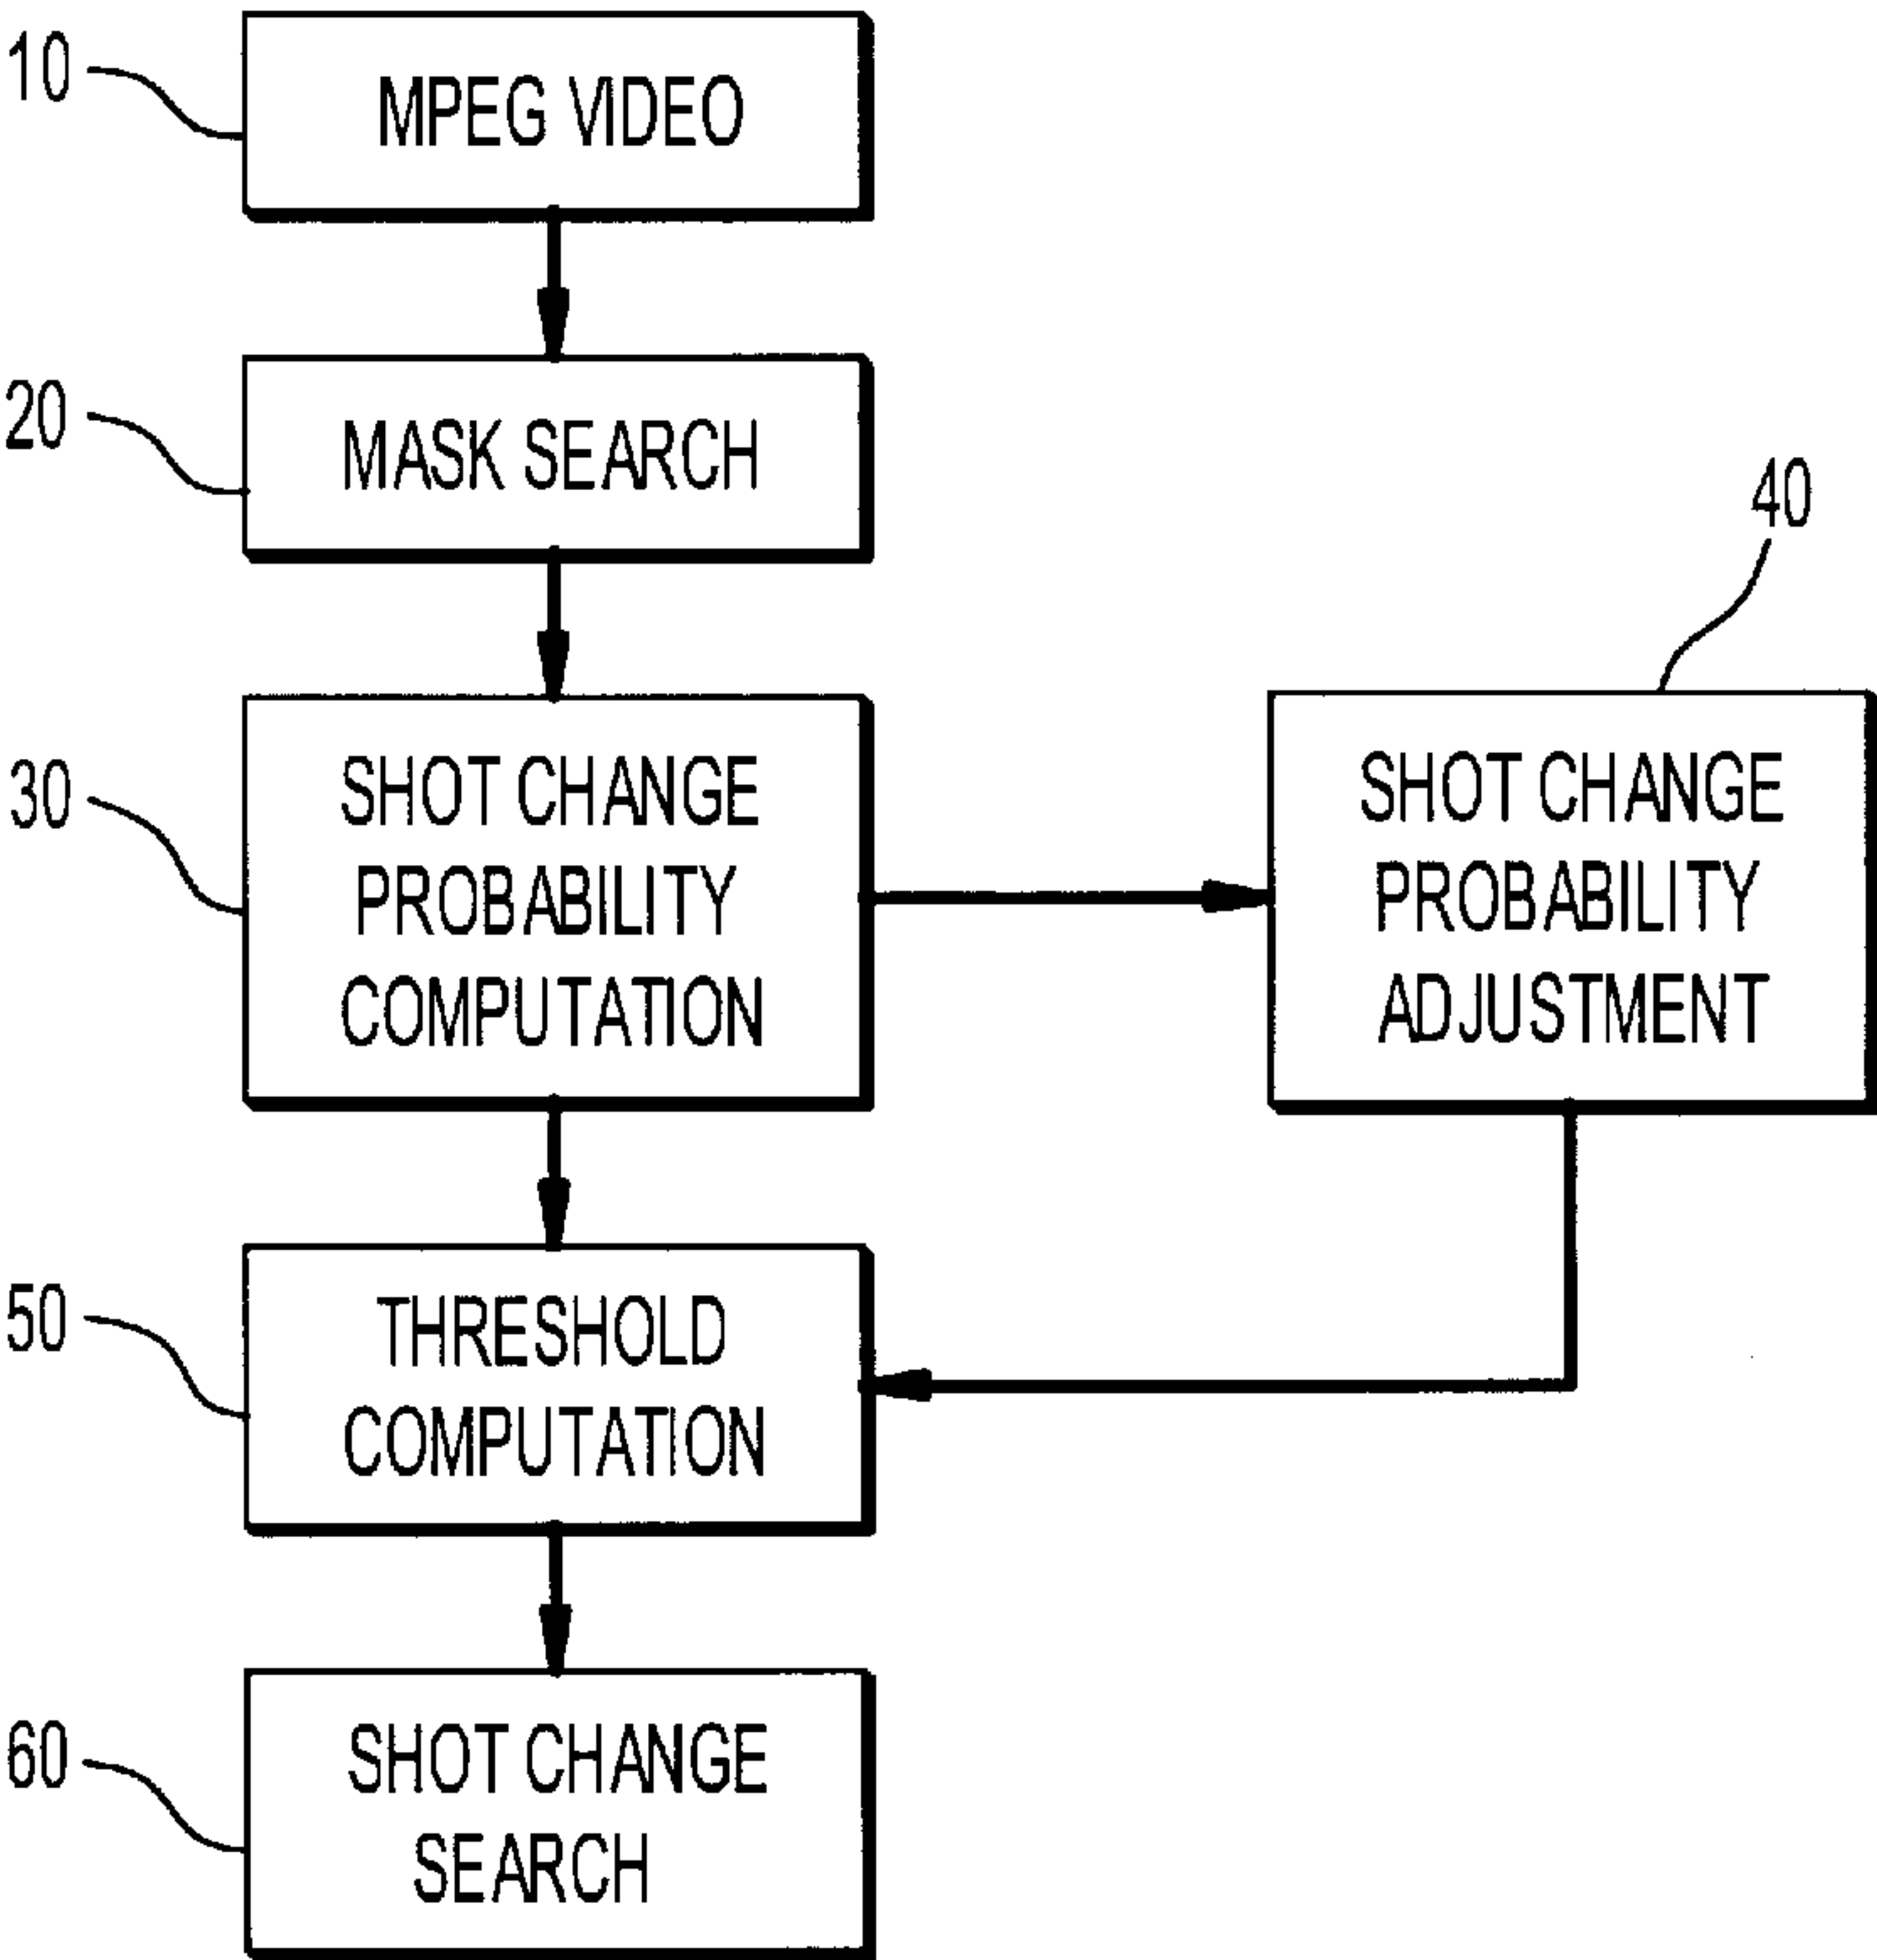 10
MPEG VIDEO
20
MASK SEARCH
40
30
SHOT CHANGE
PROBABILITY
COMPUTATION
SHOT CHANGE
PROBABILITY
ADJUSTMENT
50
THRESHOLD
COMPUTATION
60
SHOT CHANGE
SEARCH